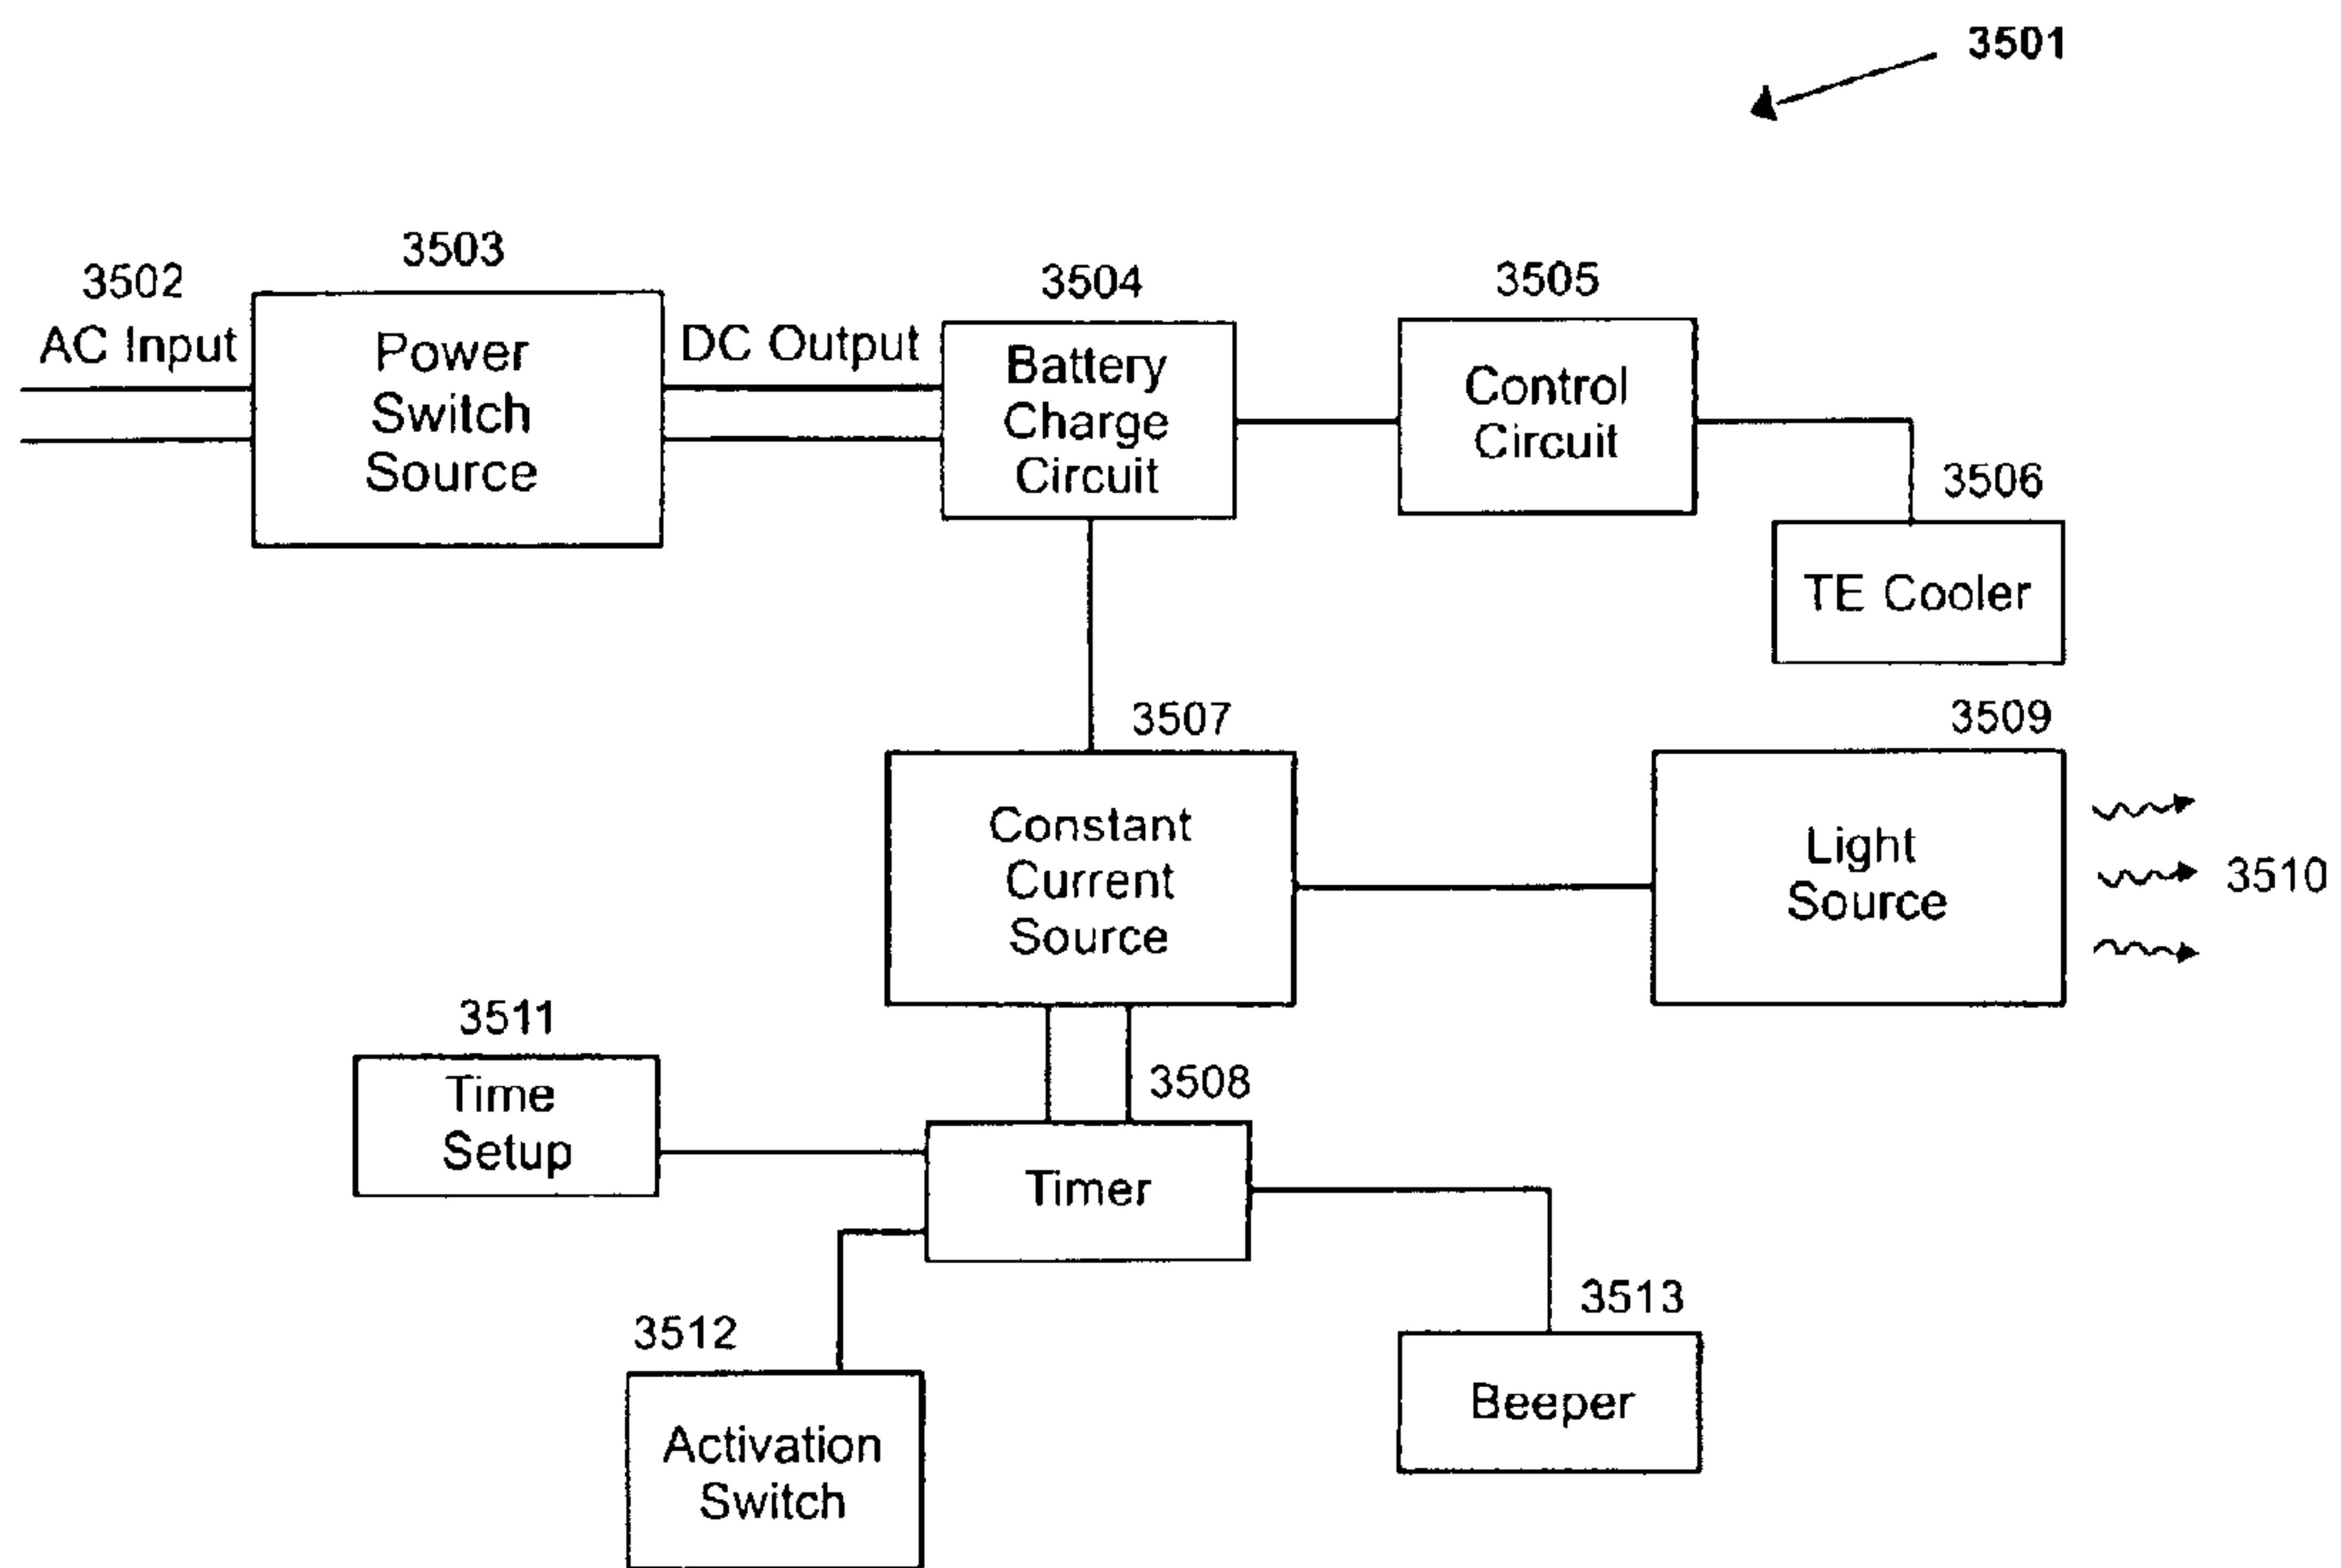 3501
3502
AC Input
3503
Power
Switch
Source
DC Output
3504
Battery
Charge
Circuit
3505
Control
Circuit
3506
TE Cooler
3507
Constant
Current
Source
3509
Light
Source
3510
3511
Time
Setup
3508
Timer
3512
Activation
Switch
3513
Beeper